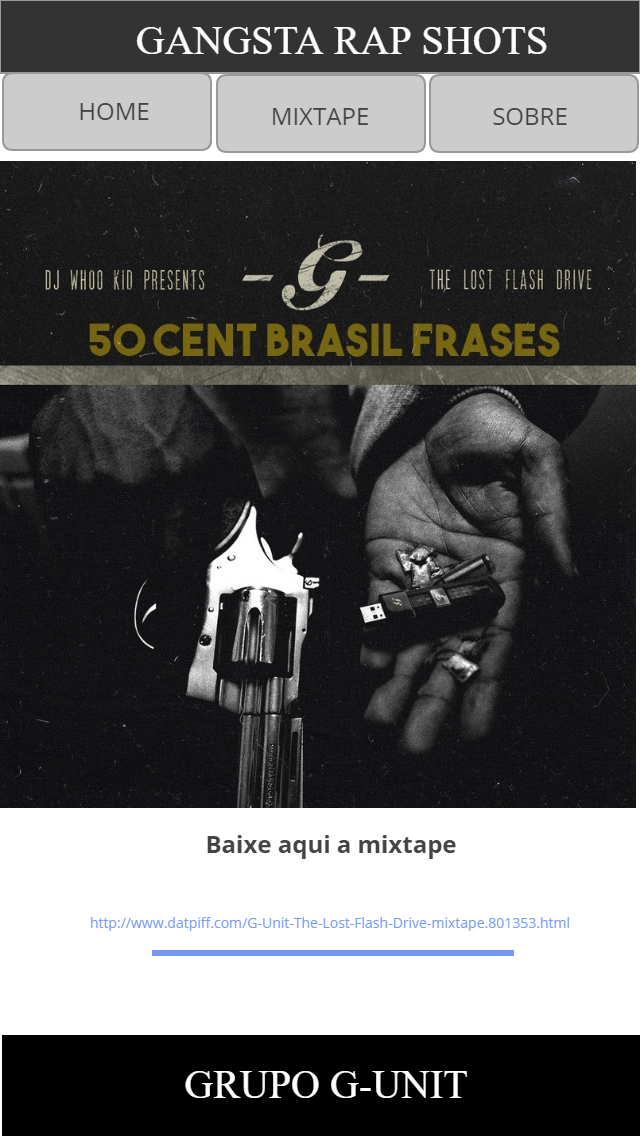 GANGSTA RAP SHOTS
HOME
MIXTAPE
SOBRE
DJ WHOO KID PRESENTS
G
THE LOST FLASH DRIVE
50 CENT BRASIL FRASES
Baixe aqui a mixtape
http://www.datpiff.com/G-Unit-The-Lost-Flash-Drive-mixtape.801353.html
GRUPO G-UNIT